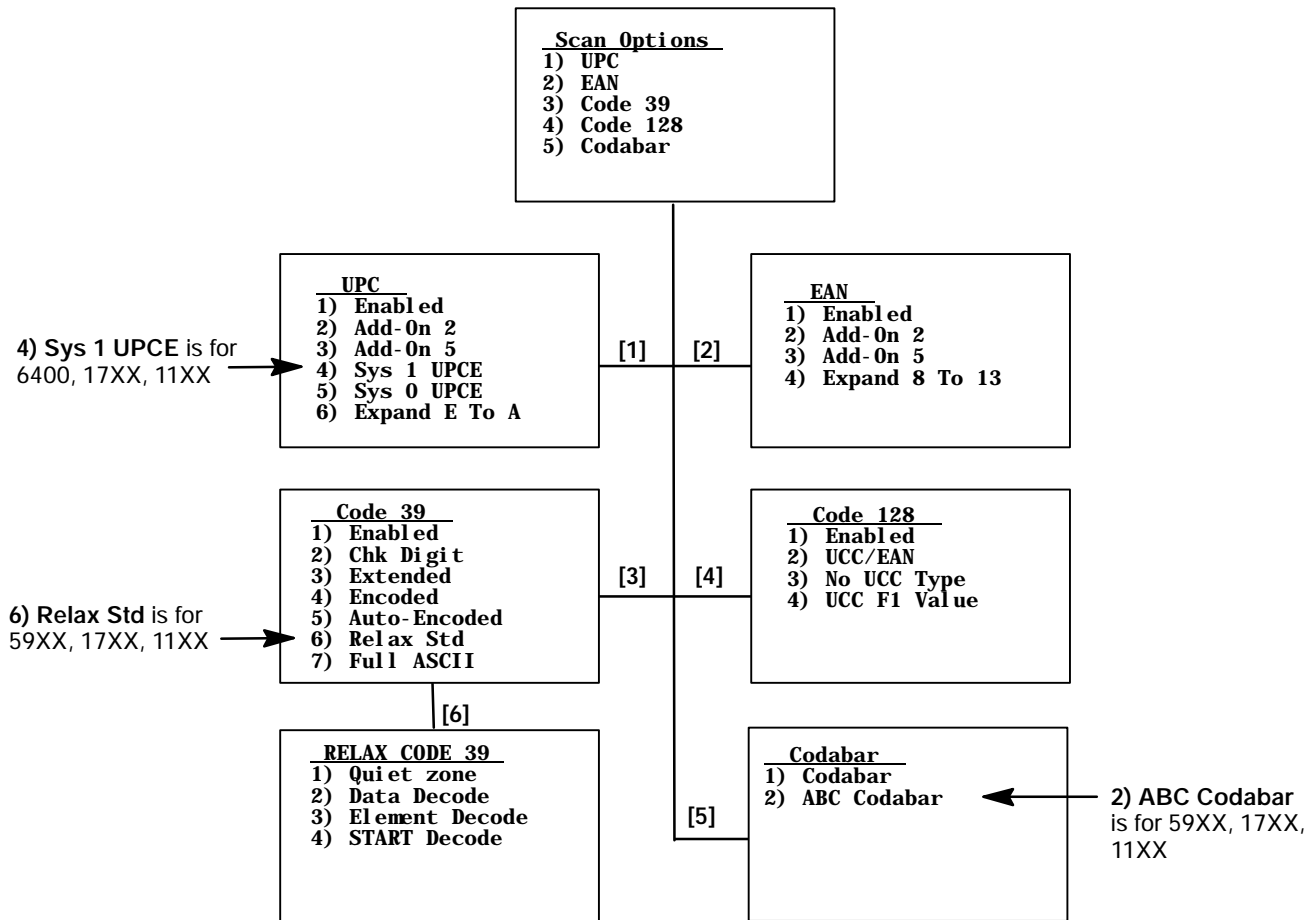 Scan Options
1) UPC
2) EAN
3) Code 39
4) Code 128
5) Codabar
UPC
1) Enabled
2) Add-On 2
3) Add-On 5
4) Sys 1 UPCE
5) Sys 0 UPCE
6) Expand E To A
4) Sys 1 UPCE is for
6400, 17XX, 11XX
[1]
[2]
EAN
1) Enabled
2) Add-On 2
3) Add-On 5
4) Expand 8 To 13
Code 39
1) Enabled
2) Chk Digit
3) Extended
4) Encoded
5) Auto-Encoded
6) Relax Std
7) Full ASCII
6) Relax Std is for
59XX, 17XX, 11XX
[3]
[4]
Code 128
1) Enabled
2) UCC/EAN
3) No UCC Type
4) UCC F1 Value
[6]
RELAX CODE 39
1) Quiet zone
2) Data Decode
3) Element Decode
4) START Decode
[5]
Codabar
1) Codabar
2) ABC Codabar
2) ABC Codabar
is for 59XX, 17XX,
11XX